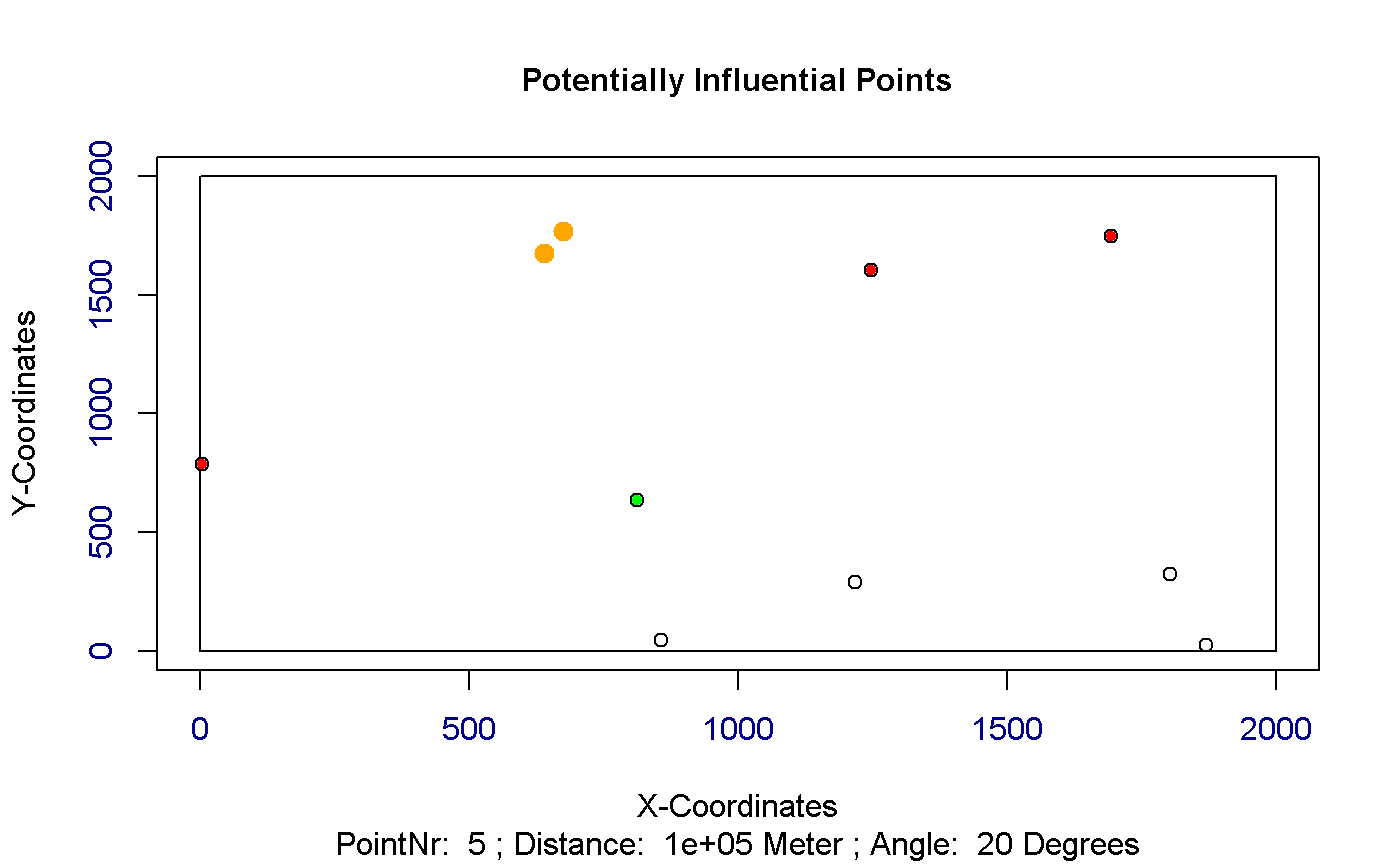 Potentially Influential Points
2000
1500
1000
500
0
Y-Coordinates
0 500 1000 1500 2000
X-Coordinates
PointNr: 5 ; Distance: 1e+05 Meter ; Angle: 20 Degrees